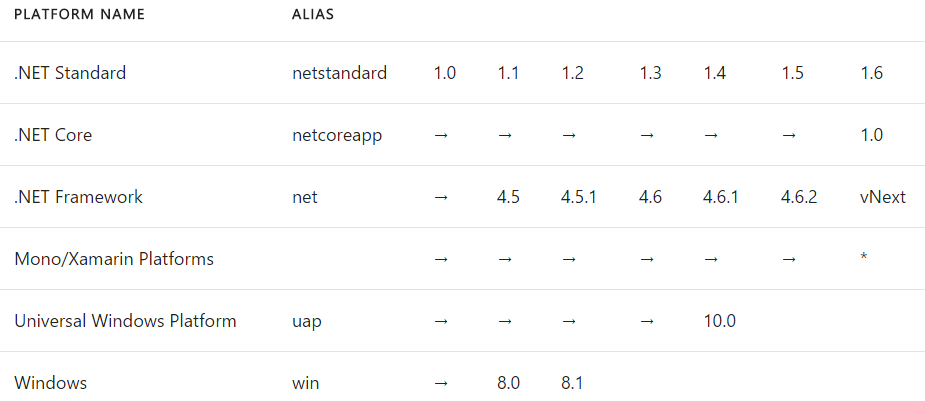 PLATFORM NAME ALIAS
.NET Standard netstandard 1.0 1.1 1.2 1.3 1.4 1.5 1.6
.NET Core netcoreapp → → → → → → 1.0
.NET Framework net → 4.5 4.5.1 4.6 4.6.1 4.6.2 vNext
Mono/Xamarin Platforms → → → → → → *
Universal Windows Platform uap → → → → 10.0
Windows win → 8.0 8.1